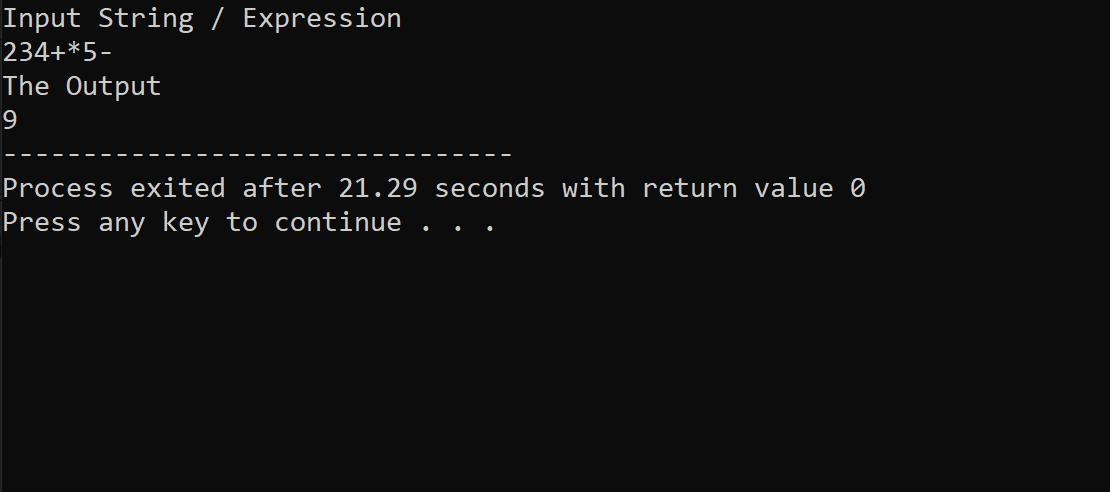 Input String / Expression
234+*5-
The Output
9
--------------------------------
Process exited after 21.29 seconds with return value 0
Press any key to continue . . .